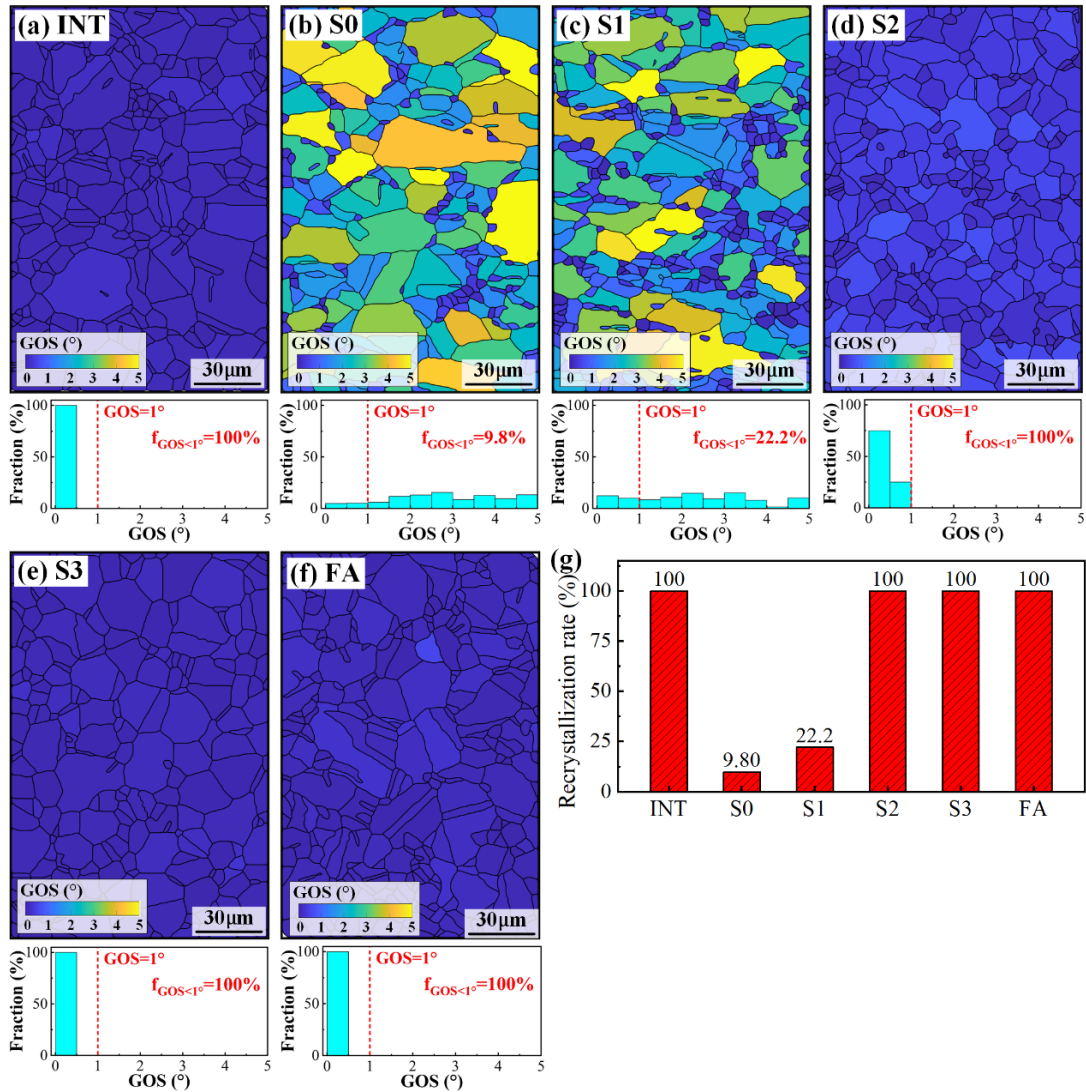 (a) INT
GOS (°)
0 1 2 3 4 5
30μm
(b) S0
GOS (°)
0 1 2 3 4 5
30μm
(c) S1
GOS (°)
0 1 2 3 4 5
30μm
(d) S2
GOS (°)
0 1 2 3 4 5
30μm
Fraction (%)
100
50
0
GOS=1°
f_GOS<1°=100%
0 1 2 3 4 5
GOS (°)
Fraction (%)
100
50
0
GOS=1°
f_GOS<1°=9.8%
0 1 2 3 4 5
GOS (°)
Fraction (%)
100
50
0
GOS=1°
f_GOS<1°=22.2%
0 1 2 3 4 5
GOS (°)
Fraction (%)
100
50
0
GOS=1°
f_GOS<1°=100%
0 1 2 3 4 5
GOS (°)
(e) S3
GOS (°)
0 1 2 3 4 5
30μm
(f) FA
GOS (°)
0 1 2 3 4 5
30μm
(g)
Recrystallization rate (%)
100
75
50
25
0
100 9.80 22.2 100 100 100
INT S0 S1 S2 S3 FA
Fraction (%)
100
50
0
GOS=1°
f_GOS<1°=100%
0 1 2 3 4 5
GOS (°)
Fraction (%)
100
50
0
GOS=1°
f_GOS<1°=100%
0 1 2 3 4 5
GOS (°)